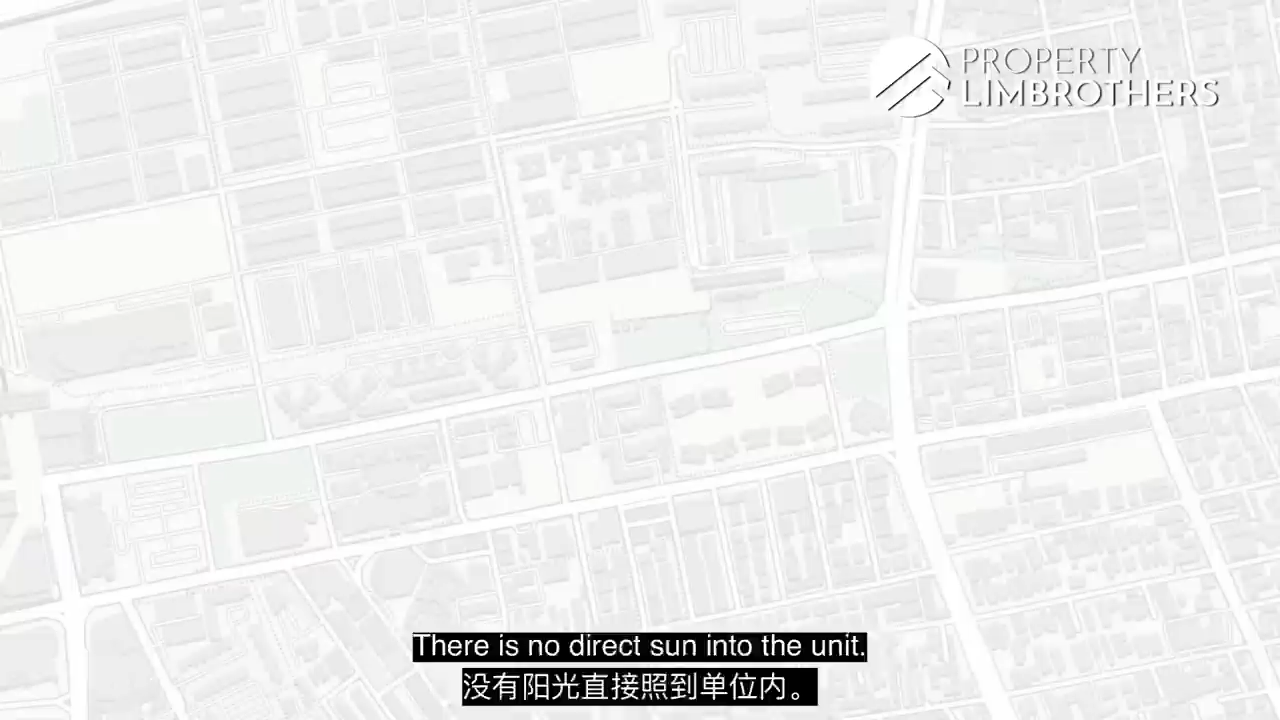 PROPERTY
LIMBROTHERS
There is no direct sun into the unit.
没有阳光直接照到单位内。